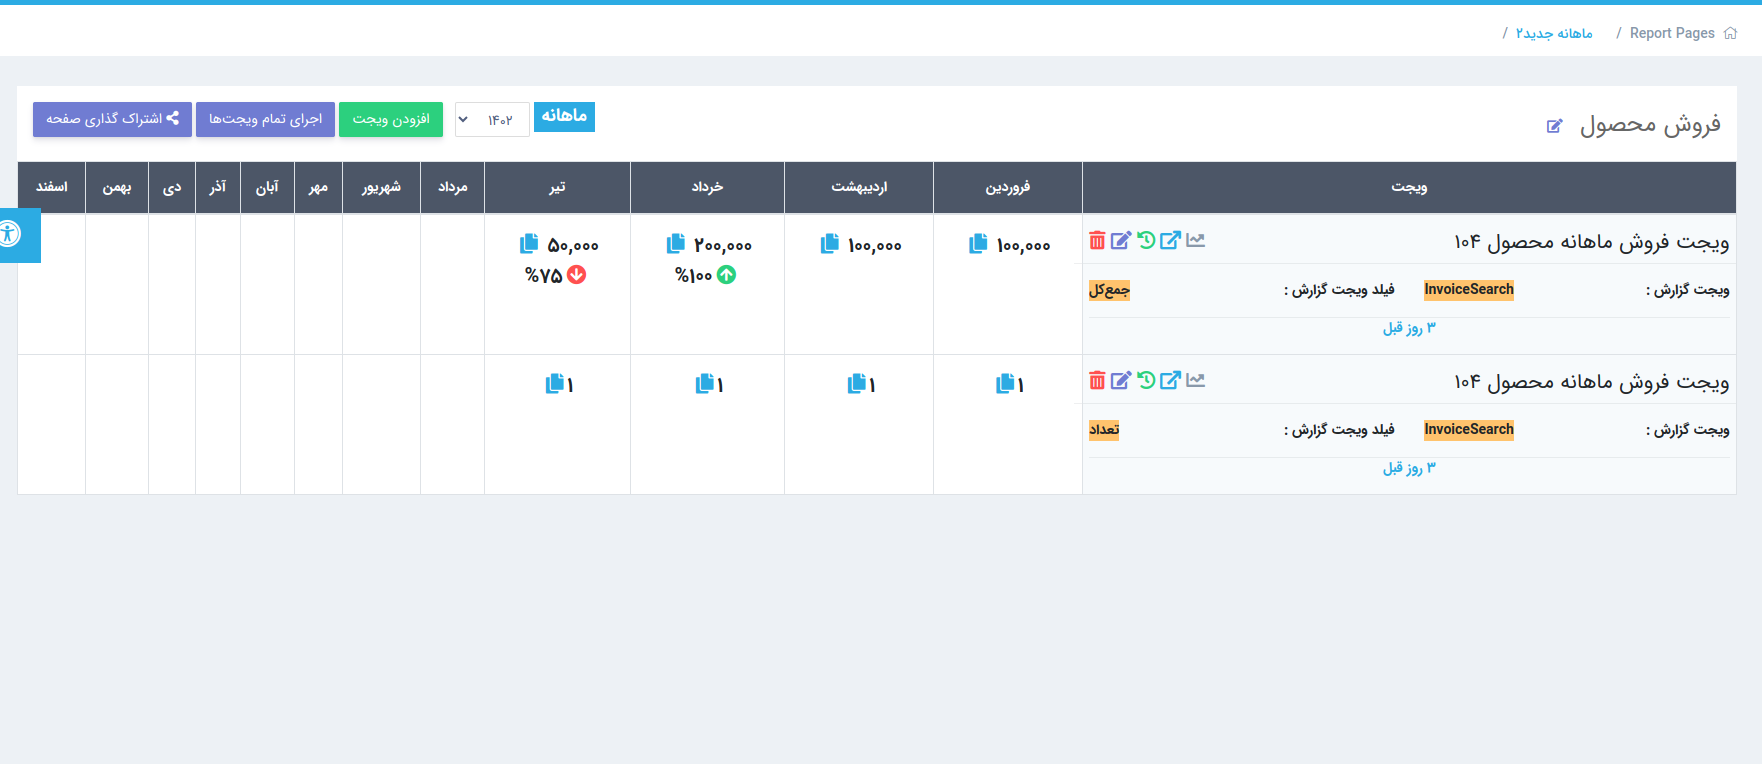 Report Pages / ماهانه جدید۲ /
فروش محصول
ماهانه ۱۴۰۲ افزودن ویجت اجرای تمام ویجت‌ها اشتراک گذاری صفحه
ویجت فروردین اردیبهشت خرداد تیر مرداد شهریور مهر آبان آذر دی بهمن اسفند
ویجت فروش ماهانه محصول ۱۰۴ ۱۰۰,۰۰۰ ۱۰۰,۰۰۰ ۲۰۰,۰۰۰ ۵۰,۰۰۰
%۱۰۰ %۷۵
ویجت گزارش : InvoiceSearch فیلد ویجت گزارش : جمع‌کل
۳ روز قبل
ویجت فروش ماهانه محصول ۱۰۴ ۱ ۱ ۱ ۱
ویجت گزارش : InvoiceSearch فیلد ویجت گزارش : تعداد
۳ روز قبل